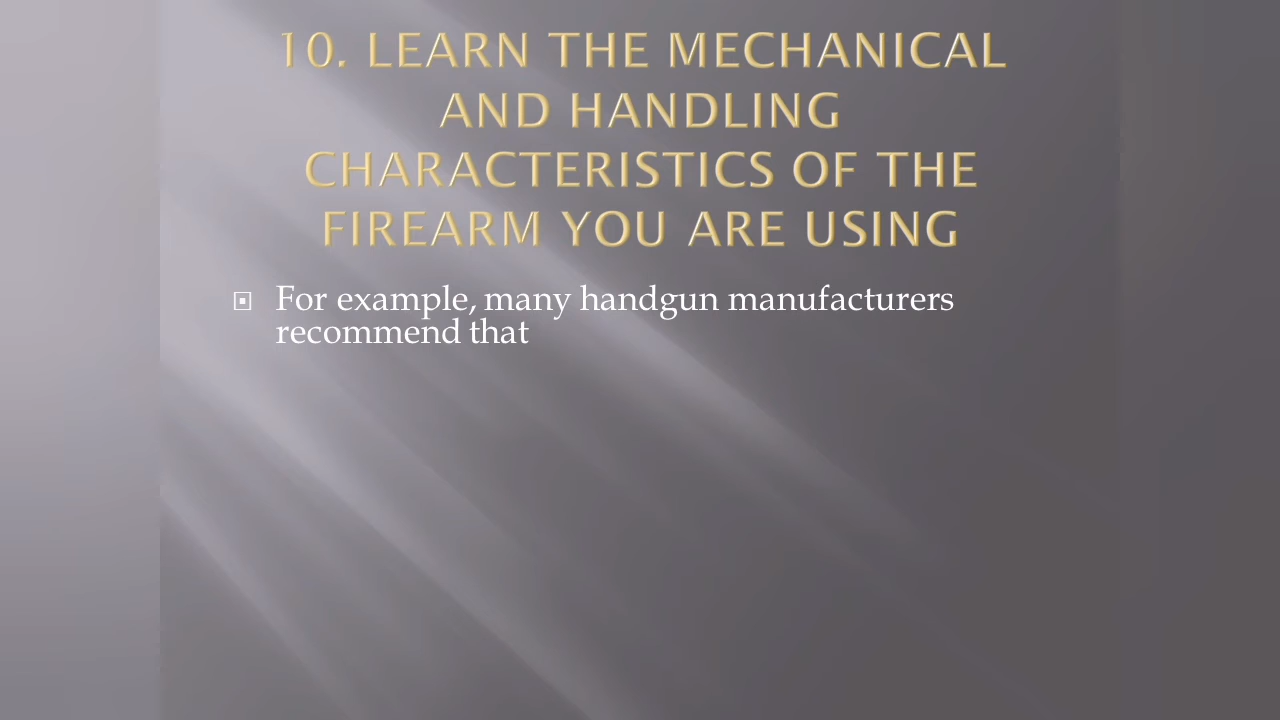 10. LEARN THE MECHANICAL
AND HANDLING
CHARACTERISTICS OF THE
FIREARM YOU ARE USING
For example, many handgun manufacturers
recommend that